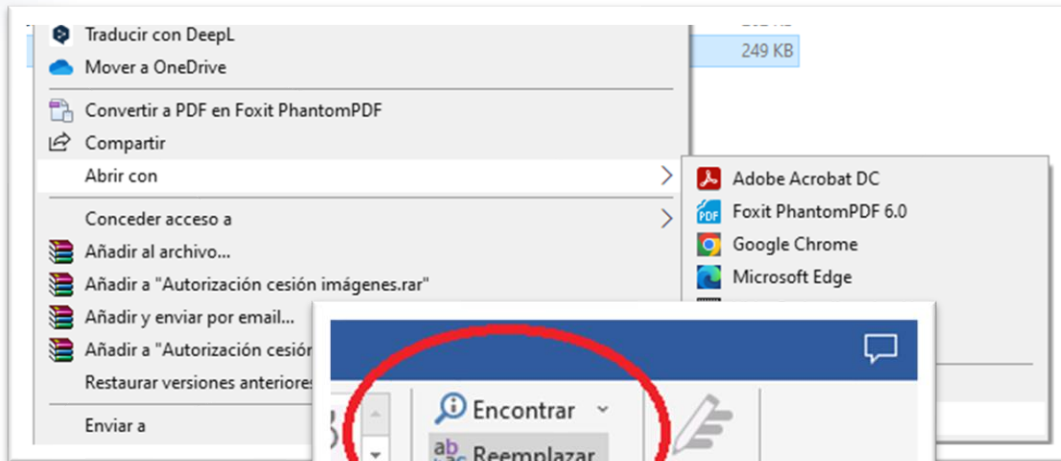 Traducir con DeepL
249 KB
Mover a OneDrive
Convertir a PDF en Foxit PhantomPDF
Compartir
Abrir con
Adobe Acrobat DC
PDF
Foxit PhantomPDF 6.0
Conceder acceso a
Google Chrome
Añadir al archivo...
Microsoft Edge
Añadir a "Autorización cesión imágenes.rar"
Añadir y enviar por email...
Añadir a "Autorización cesión
Restaurar versiones anteriores
Enviar a
Encontrar
Reemplazar